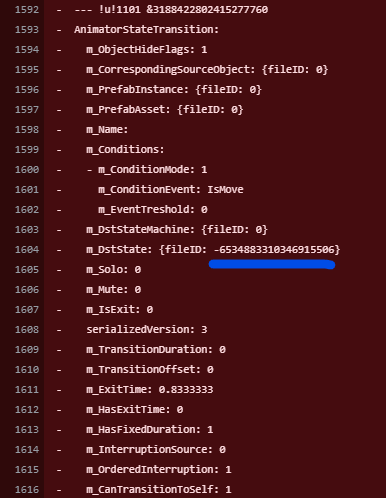 1592 - --- !u!1101 &3188422802415277760
1593 - AnimatorStateTransition:
1594 - m_ObjectHideFlags: 1
1595 - m_CorrespondingSourceObject: {fileID: 0}
1596 - m_PrefabInstance: {fileID: 0}
1597 - m_PrefabAsset: {fileID: 0}
1598 - m_Name:
1599 - m_Conditions:
1600 - - m_ConditionMode: 1
1601 - m_ConditionEvent: IsMove
1602 - m_EventTreshold: 0
1603 - m_DstStateMachine: {fileID: 0}
1604 - m_DstState: {fileID: -6534883310346915506}
1605 - m_Solo: 0
1606 - m_Mute: 0
1607 - m_IsExit: 0
1608 - serializedVersion: 3
1609 - m_TransitionDuration: 0
1610 - m_TransitionOffset: 0
1611 - m_ExitTime: 0.8333333
1612 - m_HasExitTime: 0
1613 - m_HasFixedDuration: 1
1614 - m_InterruptionSource: 0
1615 - m_OrderedInterruption: 1
1616 - m_CanTransitionToSelf: 1